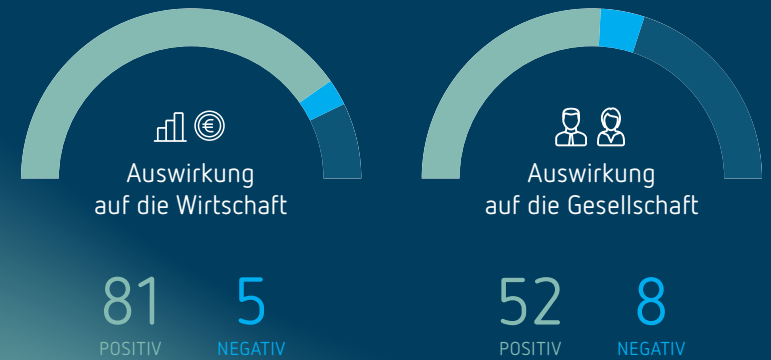 €
Auswirkung
auf die Wirtschaft
81 5
POSITIV NEGATIV
Auswirkung
auf die Gesellschaft
52 8
POSITIV NEGATIV